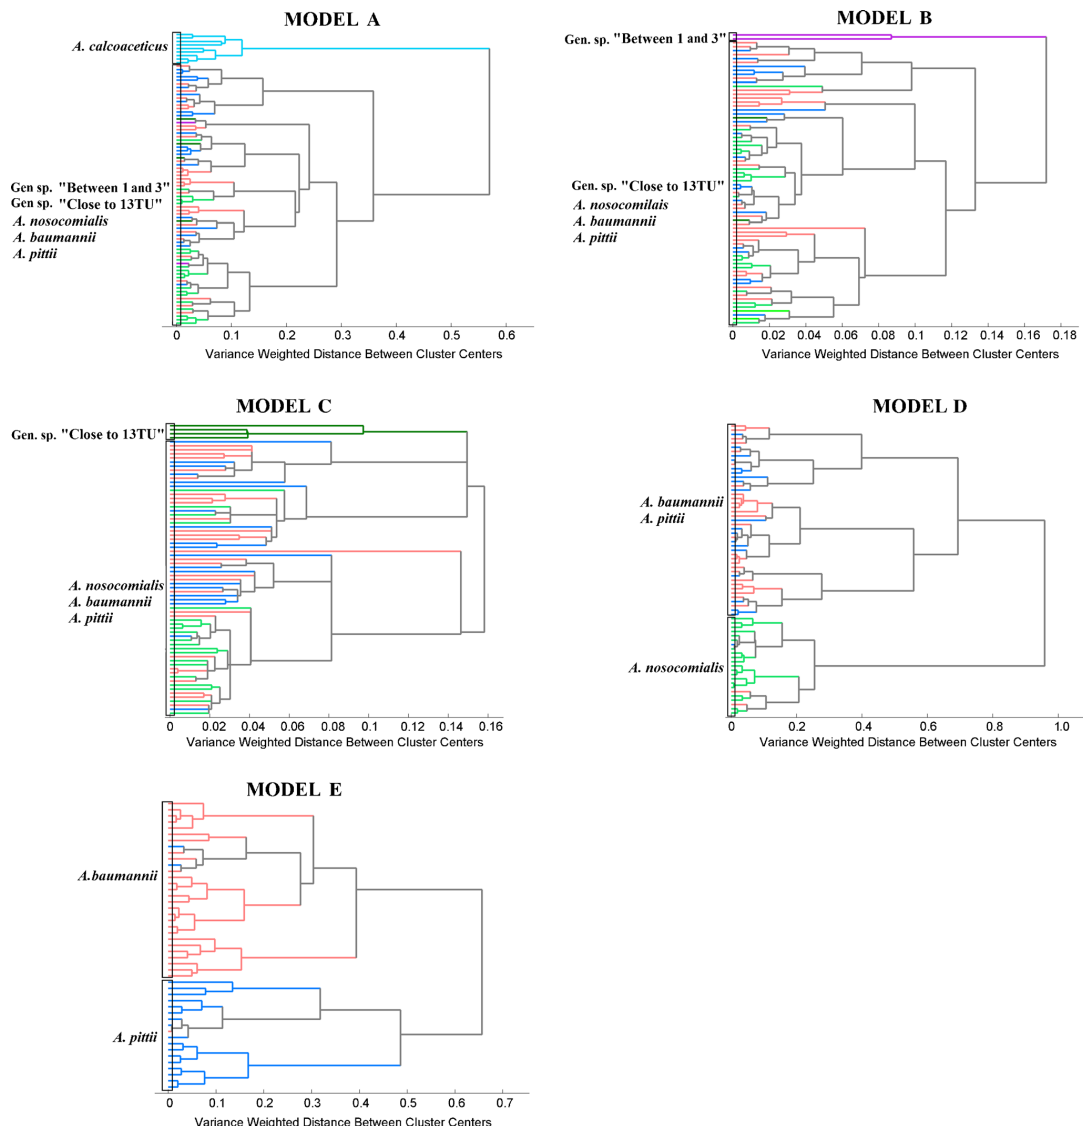 MODEL A
A. calcoaceticus
Gen sp. "Between 1 and 3"
Gen sp. "Close to 13TU"
A. nosocomialis
A. baumannii
A. pittii
0 0.1 0.2 0.3 0.4 0.5 0.6
Variance Weighted Distance Between Cluster Centers
MODEL B
Gen. sp. "Between 1 and 3"
Gen. sp. "Close to 13TU"
A. nosocomilais
A. baumannii
A. pittii
0 0.02 0.04 0.06 0.08 0.1 0.12 0.14 0.16 0.18
Variance Weighted Distance Between Cluster Centers
MODEL C
Gen. sp. "Close to 13TU"
A. nosocomialis
A. baumannii
A. pittii
0 0.02 0.04 0.06 0.08 0.1 0.12 0.14 0.16
Variance Weighted Distance Between Cluster Centers
MODEL D
A. baumannii
A. pittii
A. nosocomialis
0 0.2 0.4 0.6 0.8 1.0
Variance Weighted Distance Between Cluster Centers
MODEL E
A.baumannii
A. pittii
0 0.1 0.2 0.3 0.4 0.5 0.6 0.7
Variance Weighted Distance Between Cluster Centers